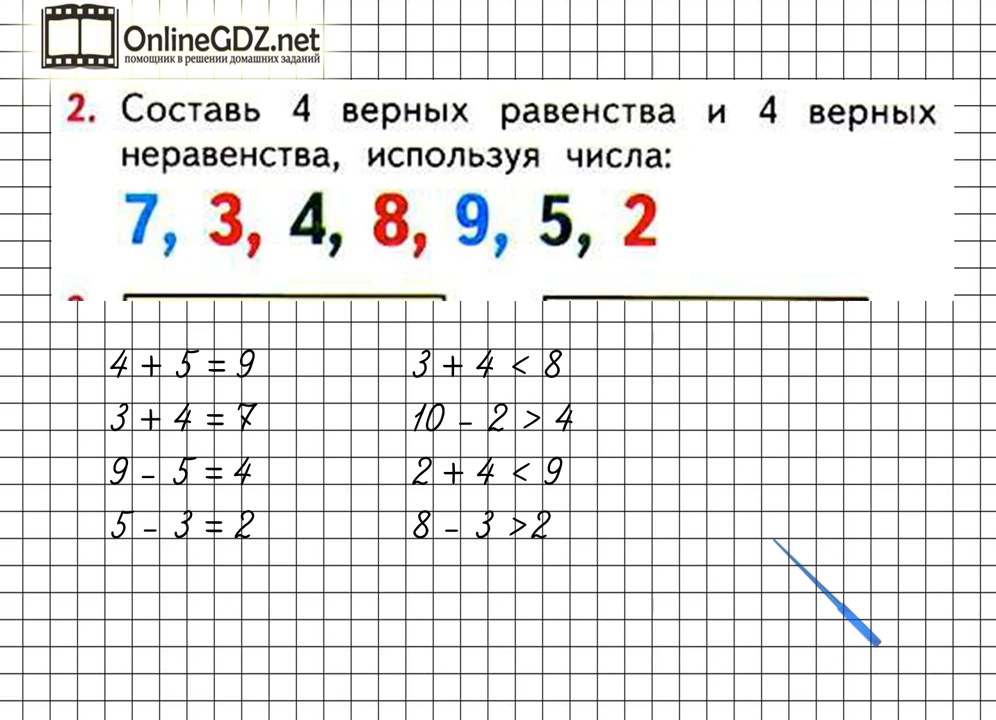 OnlineGDZ.net
помощник в решении домашних заданий
2. Составь 4 верных равенства и 4 верных
неравенства, используя числа:
7, 3, 4, 8, 9, 5, 2
4 + 5 = 9
3 + 4 = 7
9 - 5 = 4
5 - 3 = 2
3 + 4 < 8
10 - 2 > 4
2 + 4 < 9
8 - 3 > 2